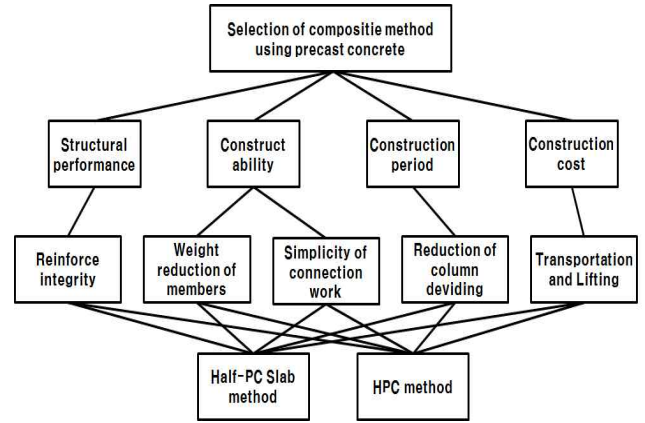 Selection of compositie method
using precast concrete
Structural
performance
Construct
ability
Construction
period
Construction
cost
Reinforce
integrity
Weight
reduction of
members
Simplicity of
connection
work
Reduction of
column
deviding
Transportation
and Lifting
Half-PC Slab
method
HPC method